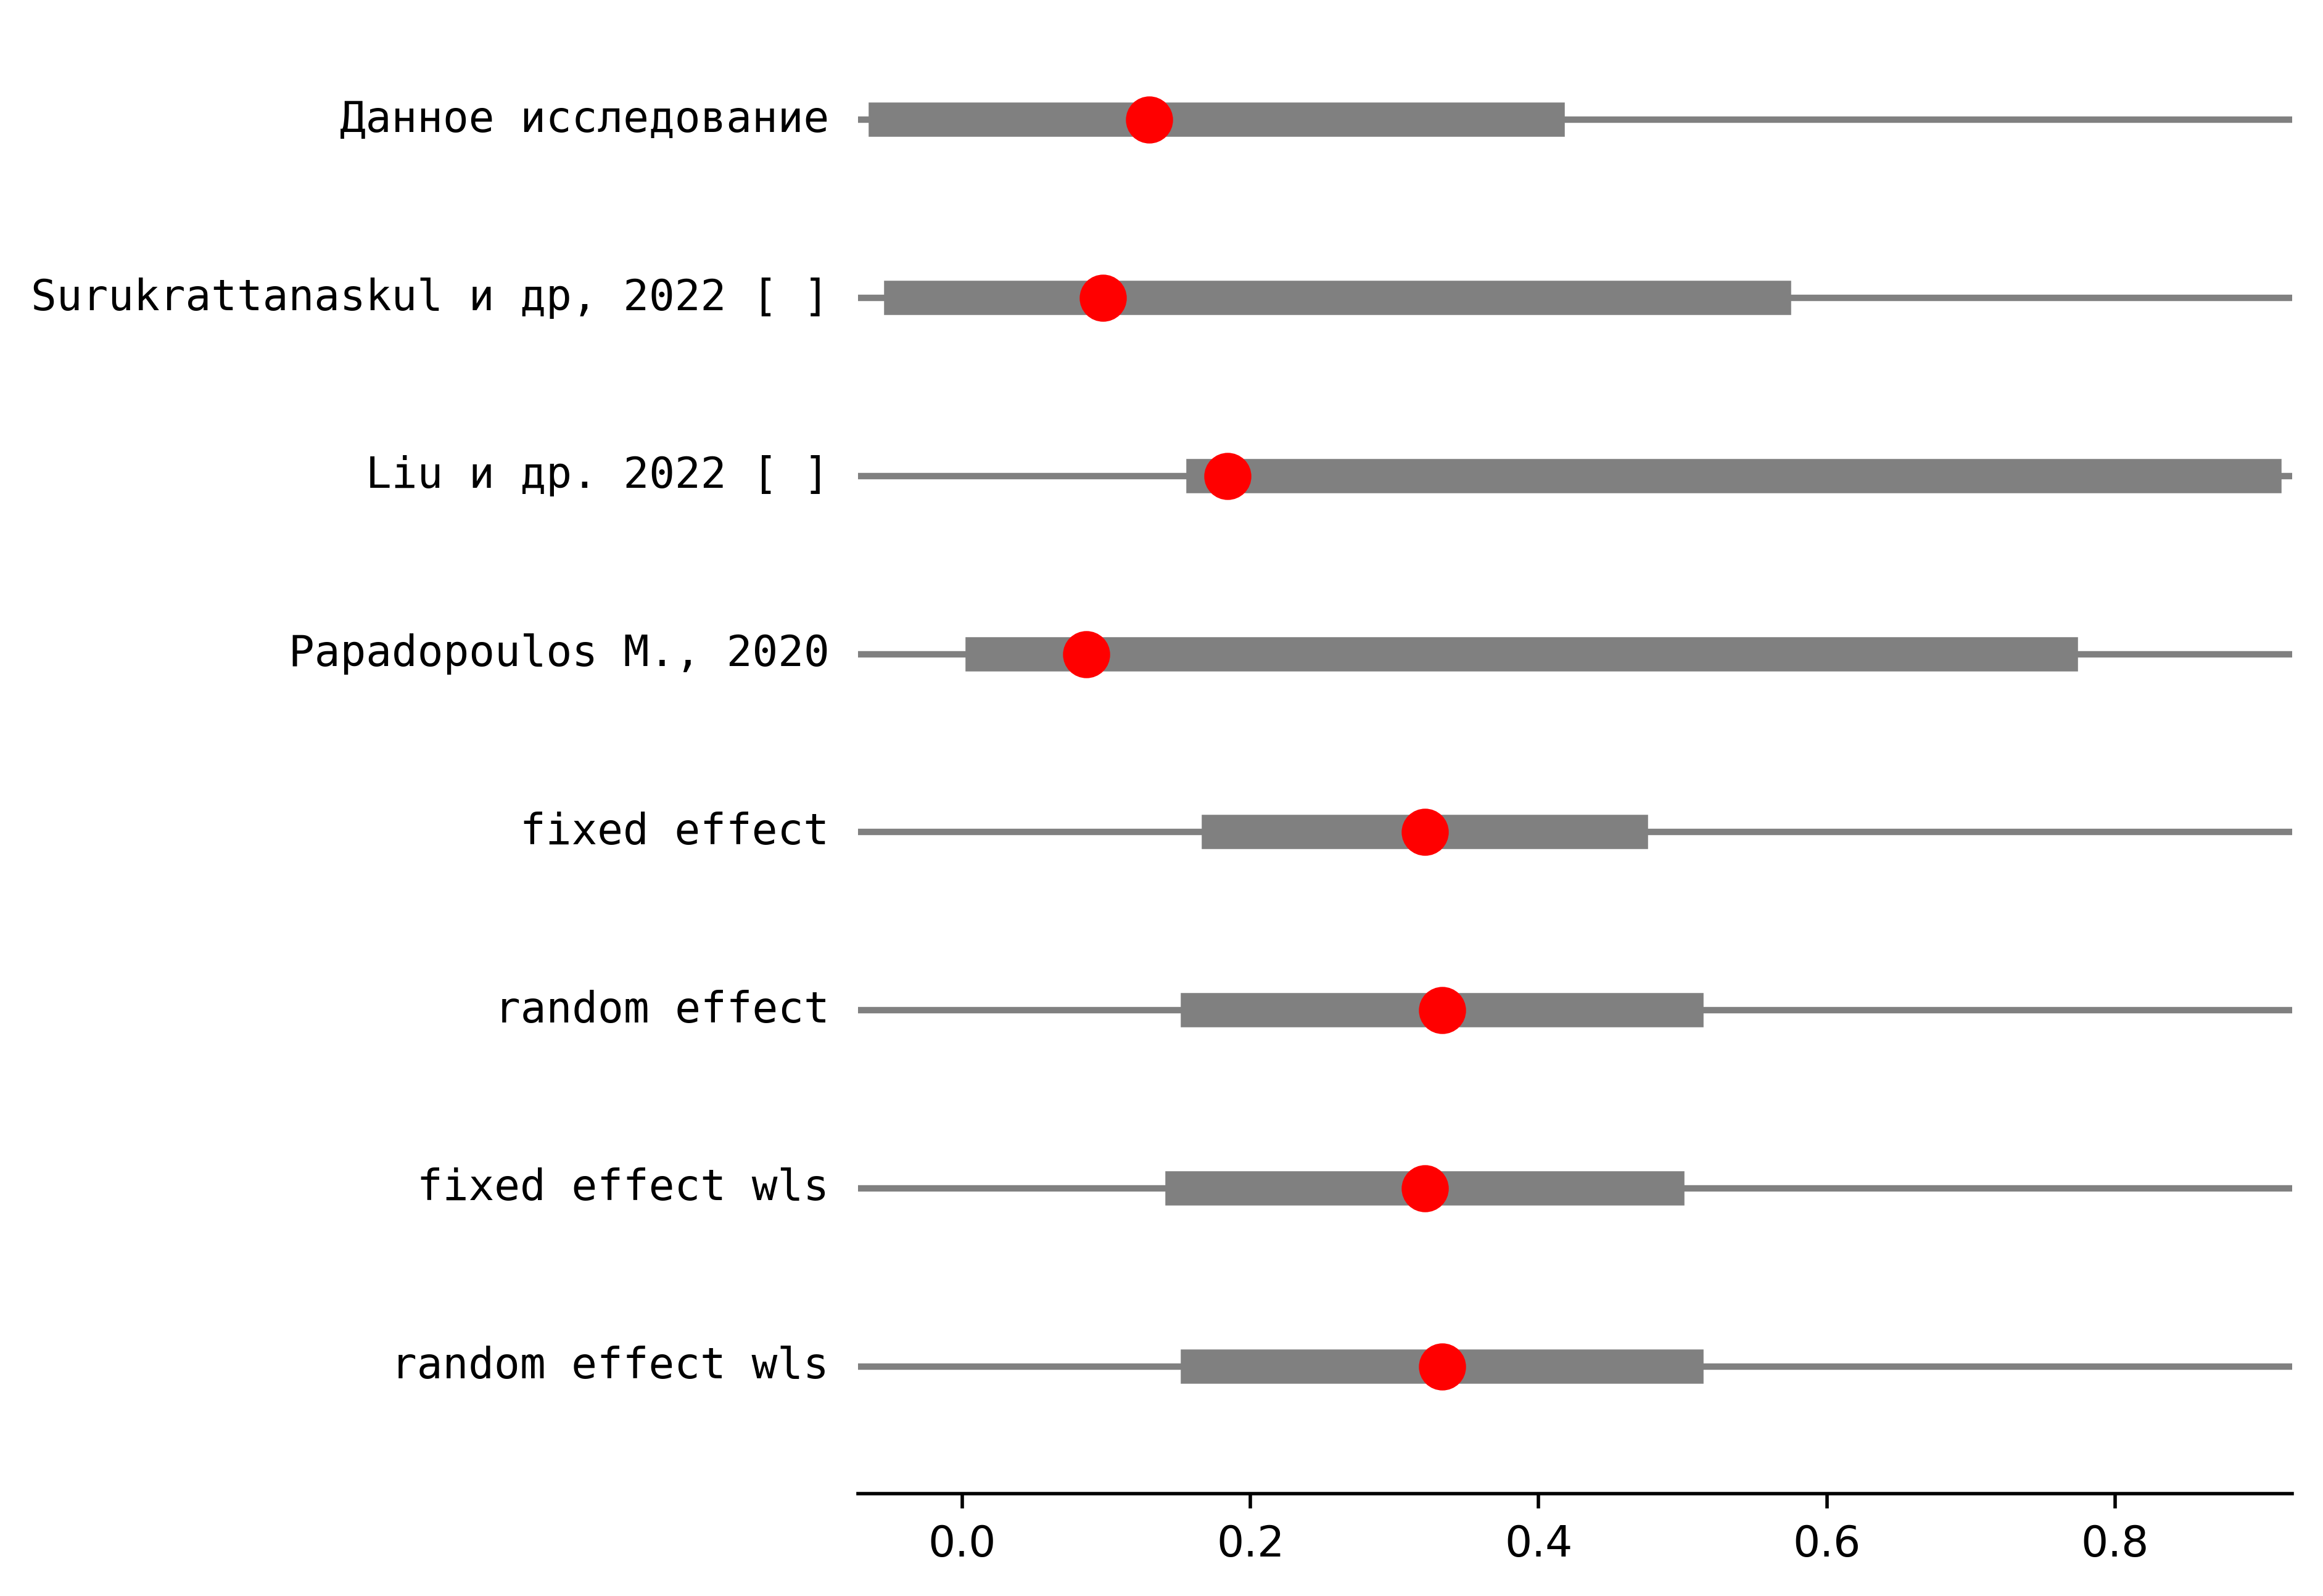 Данное исследование
Surukrattanaskul и др, 2022 [ ]
Liu и др. 2022 [ ]
Papadopoulos M., 2020
fixed effect
random effect
fixed effect wls
random effect wls
0.0 0.2 0.4 0.6 0.8